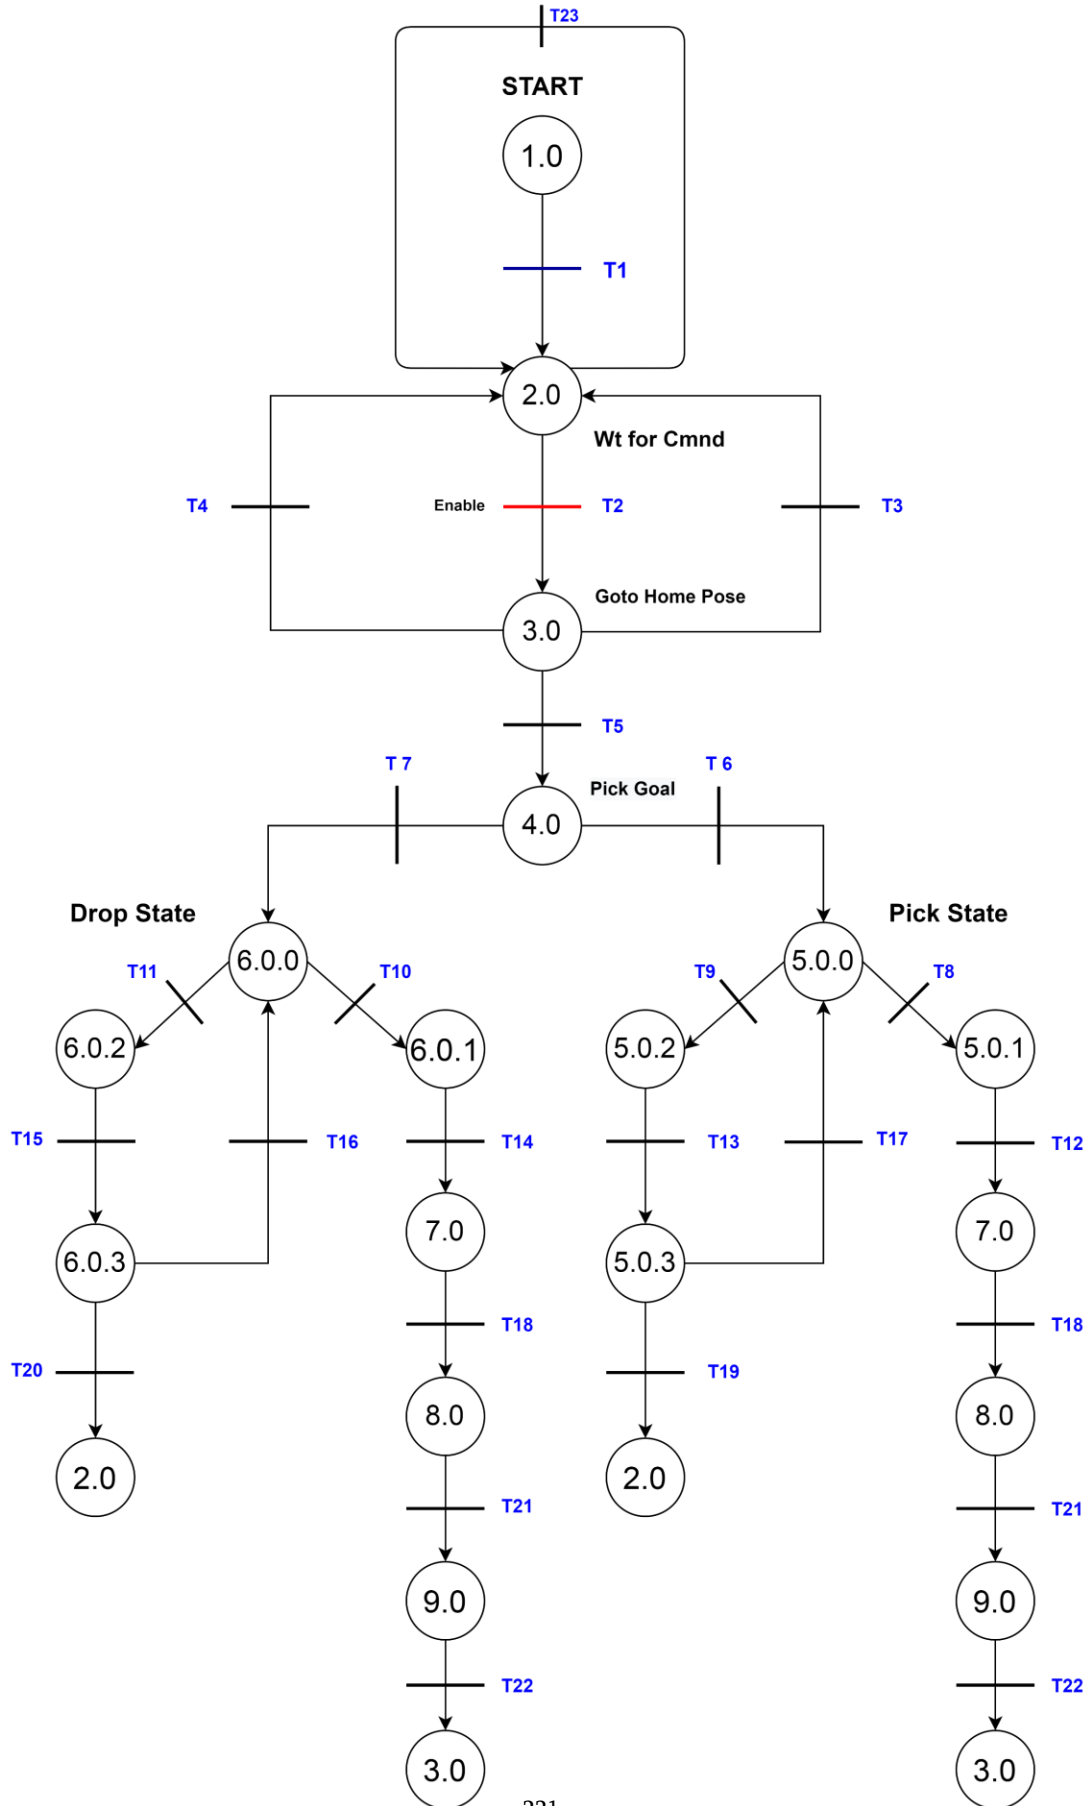 T23
START
1.0
T1
2.0
Wt for Cmnd
T4
Enable
T2
T3
Goto Home Pose
3.0
T5
T 7
T 6
Pick Goal
4.0
Drop State
Pick State
6.0.0
5.0.0
T11
T10
T9
T8
6.0.2
6.0.1
5.0.2
5.0.1
T15
T16
T14
T13
T17
T12
7.0
7.0
6.0.3
5.0.3
T18
T18
T20
T19
8.0
8.0
2.0
2.0
T21
T21
9.0
9.0
T22
T22
3.0
3.0